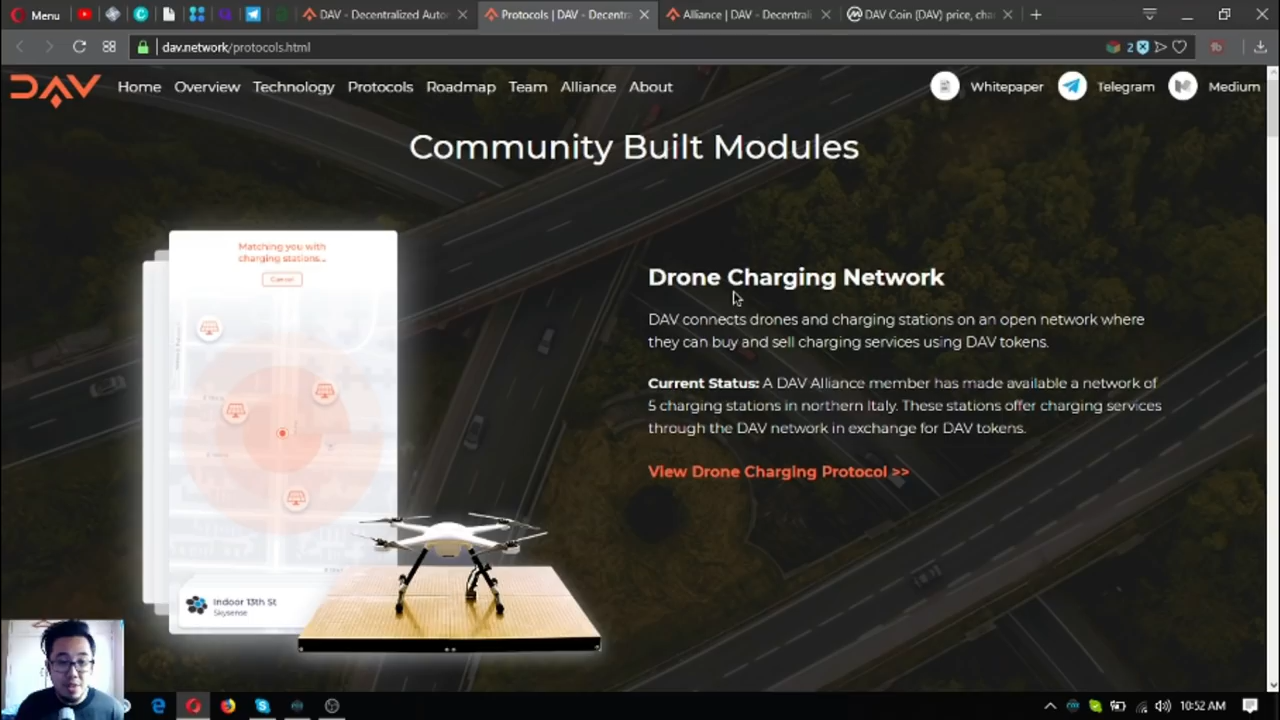 Menu
DAV - Decentralized Auto
Protocols | DAV - Decentra
Alliance | DAV - Decentrali
DAV Coin (DAV) price, cha
dav.network/protocols.html
2
DAV
Home
Overview
Technology
Protocols
Roadmap
Team
Alliance
About
Whitepaper
Telegram
Medium
Community Built Modules
Matching you with
charging stations...
Cancel
Drone Charging Network
DAV connects drones and charging stations on an open network where
they can buy and sell charging services using DAV tokens.
Current Status: A DAV Alliance member has made available a network of
5 charging stations in northern Italy. These stations offer charging services
through the DAV network in exchange for DAV tokens.
View Drone Charging Protocol >>
Indoor 13th St
Skysense
10:52 AM